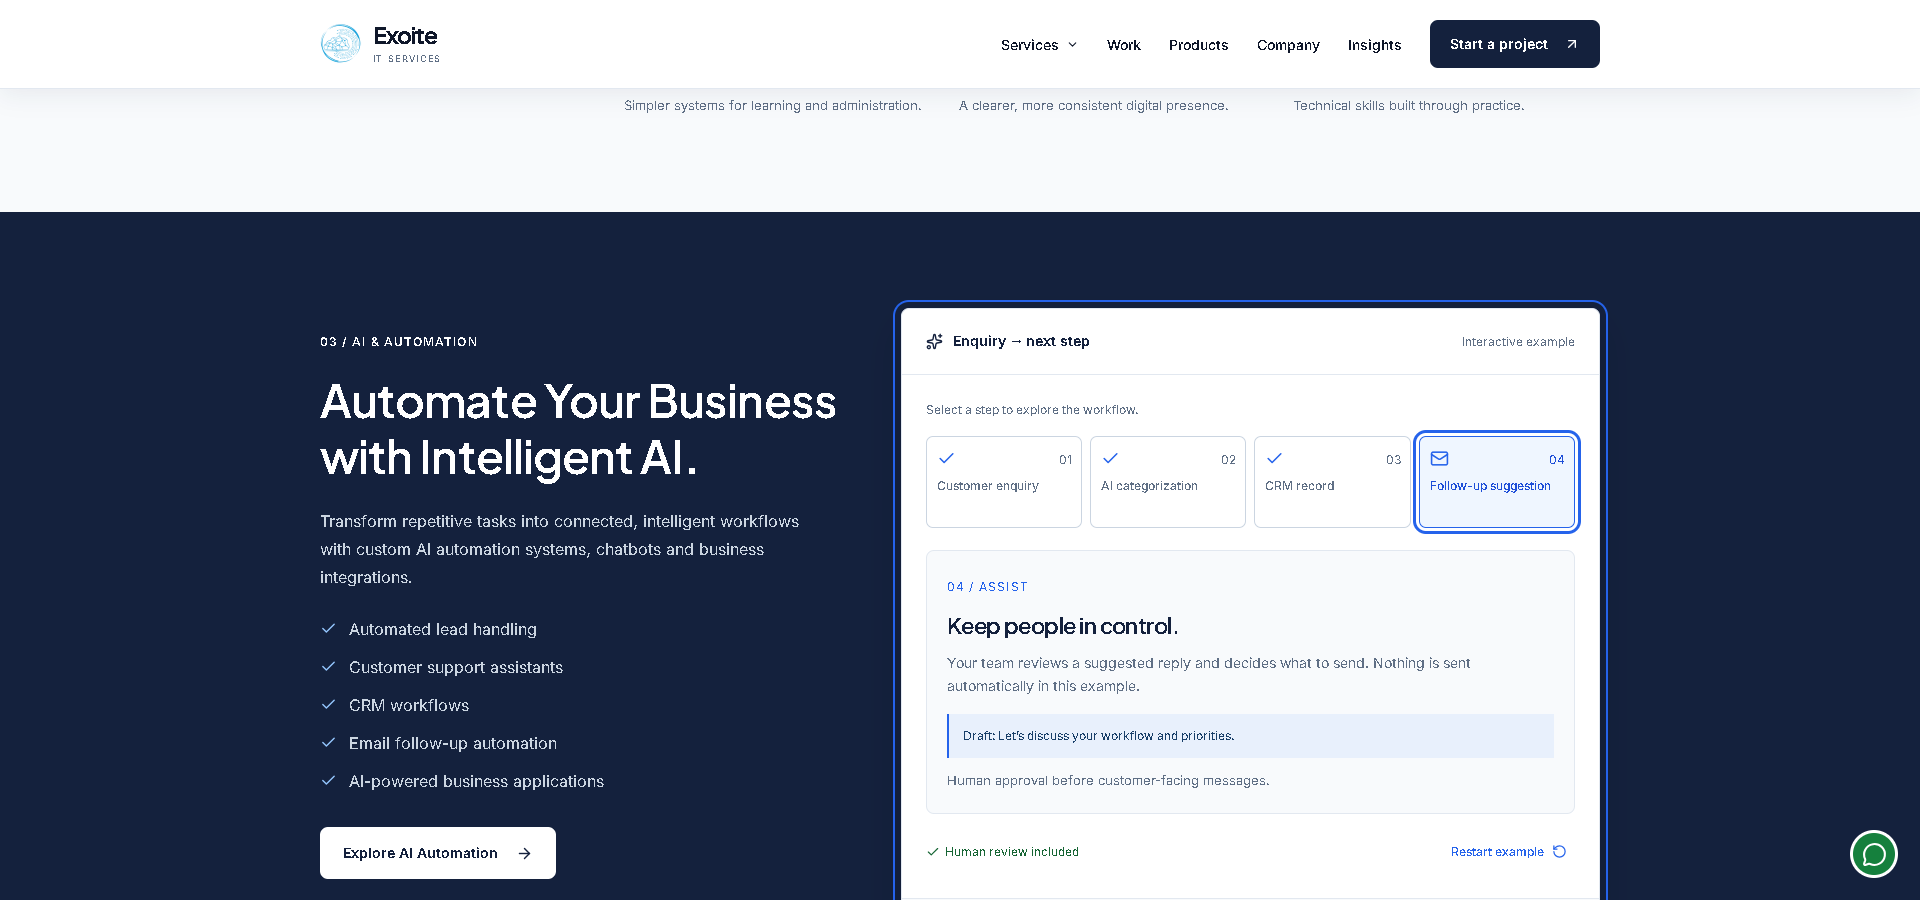 Exoite
IT SERVICES
Services
Work
Products
Company
Insights
Start a project
Simpler systems for learning and administration.
A clearer, more consistent digital presence.
Technical skills built through practice.
03 / AI & AUTOMATION
Automate Your Business
with Intelligent AI.
Transform repetitive tasks into connected, intelligent workflows
with custom AI automation systems, chatbots and business
integrations.
Automated lead handling
Customer support assistants
CRM workflows
Email follow-up automation
AI-powered business applications
Explore AI Automation
Enquiry → next step
Interactive example
Select a step to explore the workflow.
01
Customer enquiry
02
AI categorization
03
CRM record
04
Follow-up suggestion
04 / ASSIST
Keep people in control.
Your team reviews a suggested reply and decides what to send. Nothing is sent
automatically in this example.
Draft: Let's discuss your workflow and priorities.
Human approval before customer-facing messages.
Human review included
Restart example